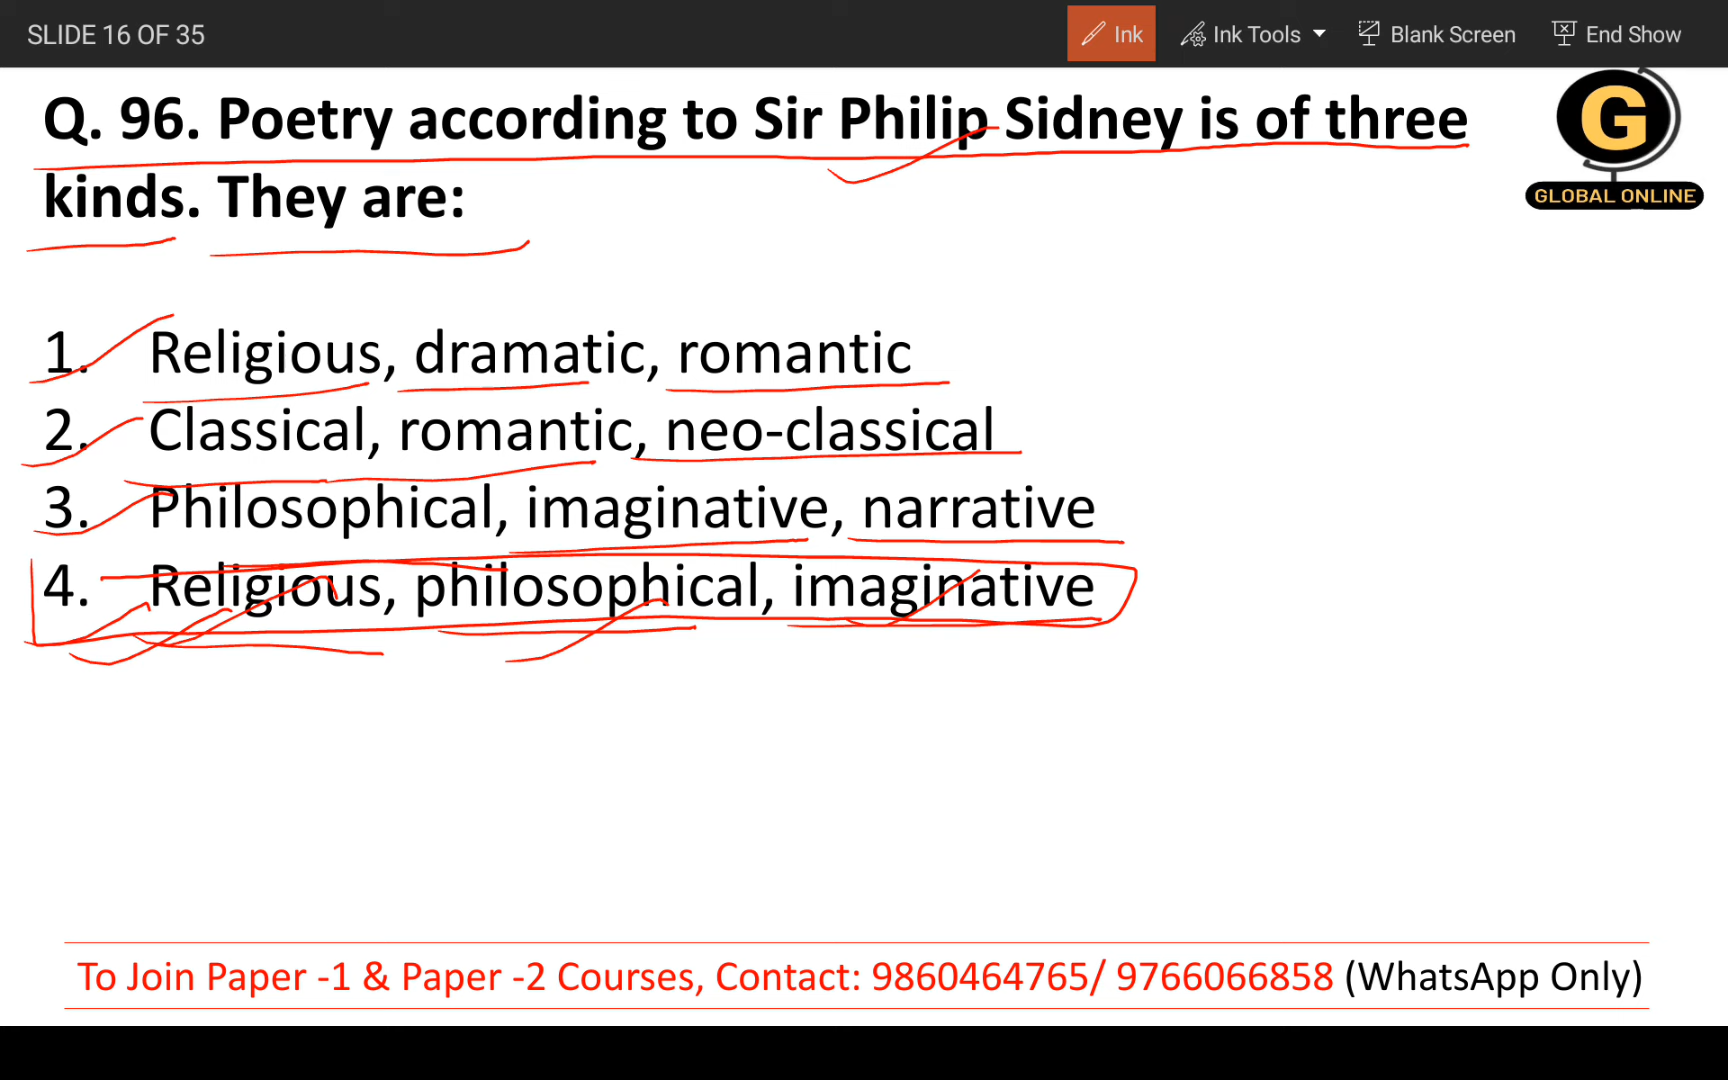 SLIDE 16 OF 35
Ink
Ink Tools
Blank Screen
End Show
Q. 96. Poetry according to Sir Philip Sidney is of three
kinds. They are:
G
GLOBAL ONLINE
1. Religious, dramatic, romantic
2. Classical, romantic, neo-classical
3. Philosophical, imaginative, narrative
4. Religious, philosophical, imaginative
To Join Paper -1 & Paper -2 Courses, Contact: 9860464765/ 9766066858 (WhatsApp Only)